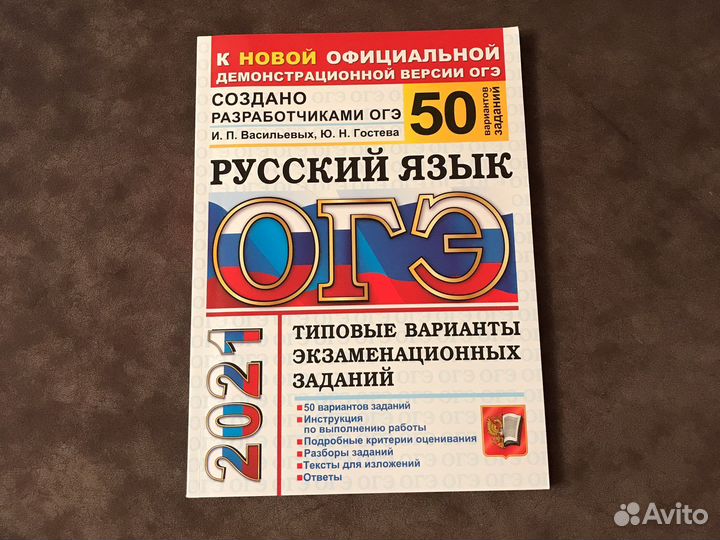 К НОВОЙ ОФИЦИАЛЬНОЙ
ДЕМОНСТРАЦИОННОЙ ВЕРСИИ ОГЭ
СОЗДАНО
РАЗРАБОТЧИКАМИ ОГЭ
И. П. Васильевых, Ю. Н. Гостева
50
вариантов
заданий
РУССКИЙ ЯЗЫК
ОГЭ
2021
ТИПОВЫЕ ВАРИАНТЫ
ЭКЗАМЕНАЦИОННЫХ
ЗАДАНИЙ
50 вариантов заданий
Инструкция
по выполнению работы
Подробные критерии оценивания
Разборы заданий
Тексты для изложений
Ответы
Avito